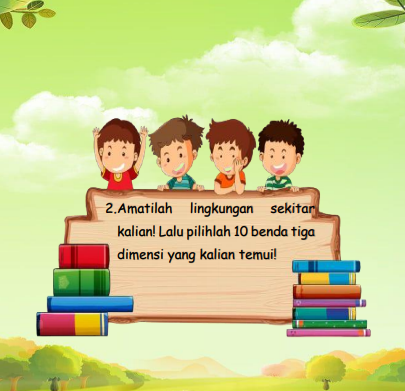 2.Amatilah lingkungan sekitar
kalian! Lalu pilihlah 10 benda tiga
dimensi yang kalian temui!